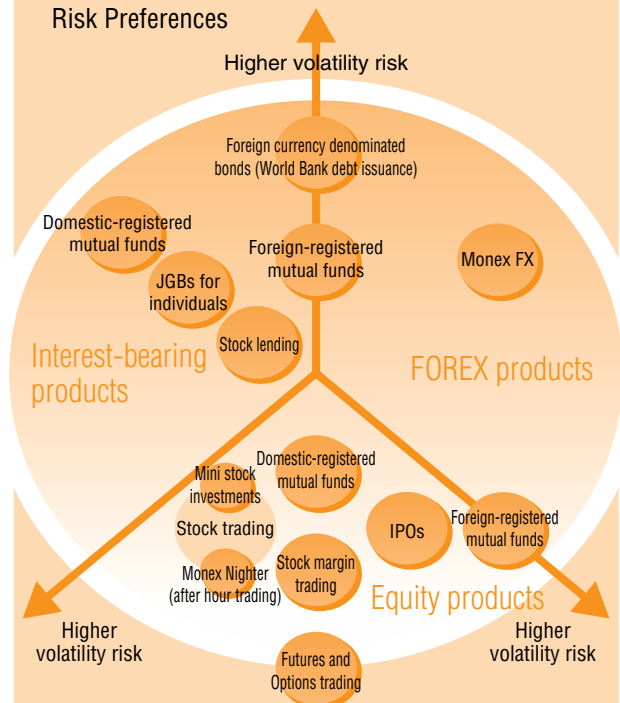 Risk Preferences
Higher volatility risk
Foreign currency denominated
bonds (World Bank debt issuance)
Domestic-registered
mutual funds
Foreign-registered
mutual funds
Monex FX
JGBs for
individuals
Stock lending
Interest-bearing
products
FOREX products
Domestic-registered
mutual funds
Mini stock
investments
Stock trading
IPOs
Foreign-registered
mutual funds
Monex Nighter
(after hour trading)
Stock margin
trading
Equity products
Higher
volatility risk
Higher
volatility risk
Futures and
Options trading